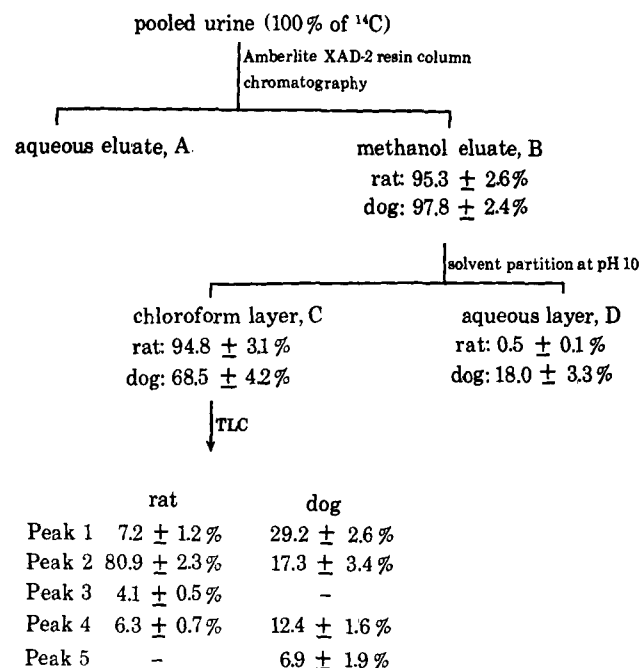 pooled urine (100% of ¹⁴C)
Amberlite XAD-2 resin column
chromatography
aqueous eluate, A
methanol eluate, B
rat: 95.3 ± 2.6%
dog: 97.8 ± 2.4%
solvent partition at pH 10
chloroform layer, C
rat: 94.8 ± 3.1%
dog: 68.5 ± 4.2%
aqueous layer, D
rat: 0.5 ± 0.1%
dog: 18.0 ± 3.3%
TLC
rat dog
Peak 1 7.2 ± 1.2% 29.2 ± 2.6%
Peak 2 80.9 ± 2.3% 17.3 ± 3.4%
Peak 3 4.1 ± 0.5% –
Peak 4 6.3 ± 0.7% 12.4 ± 1.6%
Peak 5 – 6.9 ± 1.9%